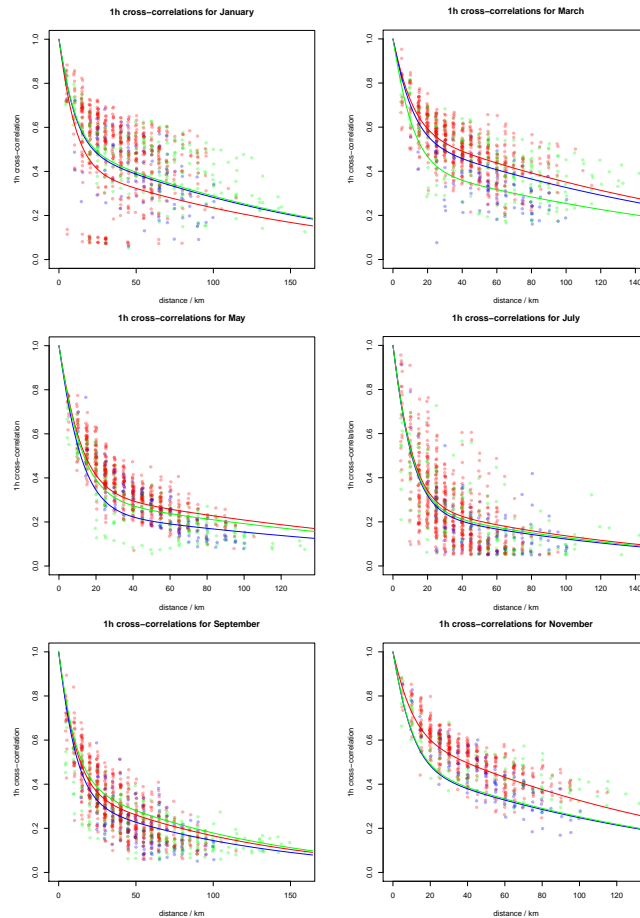 1h cross−correlations for January
1h cross−correlation
1.0
0.8
0.6
0.4
0.2
0.0
0 50 100 150
distance / km
1h cross−correlations for March
1h cross−correlation
1.0
0.8
0.6
0.4
0.2
0.0
0 20 40 60 80 100 120 140
distance / km
1h cross−correlations for May
1h cross−correlation
1.0
0.8
0.6
0.4
0.2
0.0
0 20 40 60 80 100 120
distance / km
1h cross−correlations for July
1h cross−correlation
1.0
0.8
0.6
0.4
0.2
0.0
0 20 40 60 80 100 120 140
distance / km
1h cross−correlations for September
1h cross−correlation
1.0
0.8
0.6
0.4
0.2
0.0
0 50 100 150
distance / km
1h cross−correlations for November
1h cross−correlation
1.0
0.8
0.6
0.4
0.2
0.0
0 20 40 60 80 100 120
distance / km